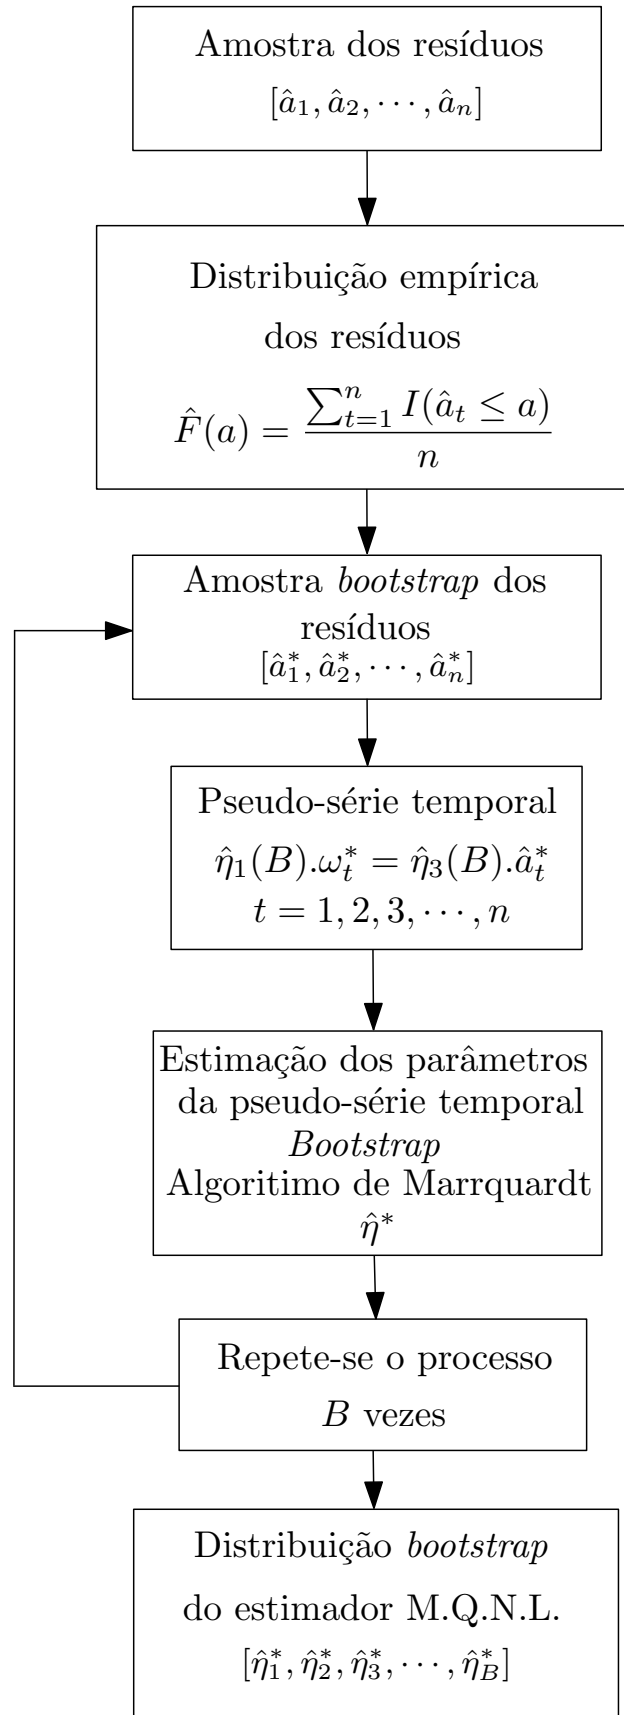 Amostra dos resíduos
[â₁, â₂, ⋯, âₙ]
Distribuição empírica
dos resíduos
F̂(a) = ∑ₜ₌₁ⁿ I(âₜ ≤ a) / n
Amostra bootstrap dos
resíduos
[â₁*, â₂*, ⋯, âₙ*]
Pseudo-série temporal
η̂₁(B).ωₜ* = η̂₃(B).âₜ*
t = 1, 2, 3, ⋯, n
Estimação dos parâmetros
da pseudo-série temporal
Bootstrap
Algoritimo de Marrquardt
η̂*
Repete-se o processo
B vezes
Distribuição bootstrap
do estimador M.Q.N.L.
[η̂₁*, η̂₂*, η̂₃*, ⋯, η̂_B*]